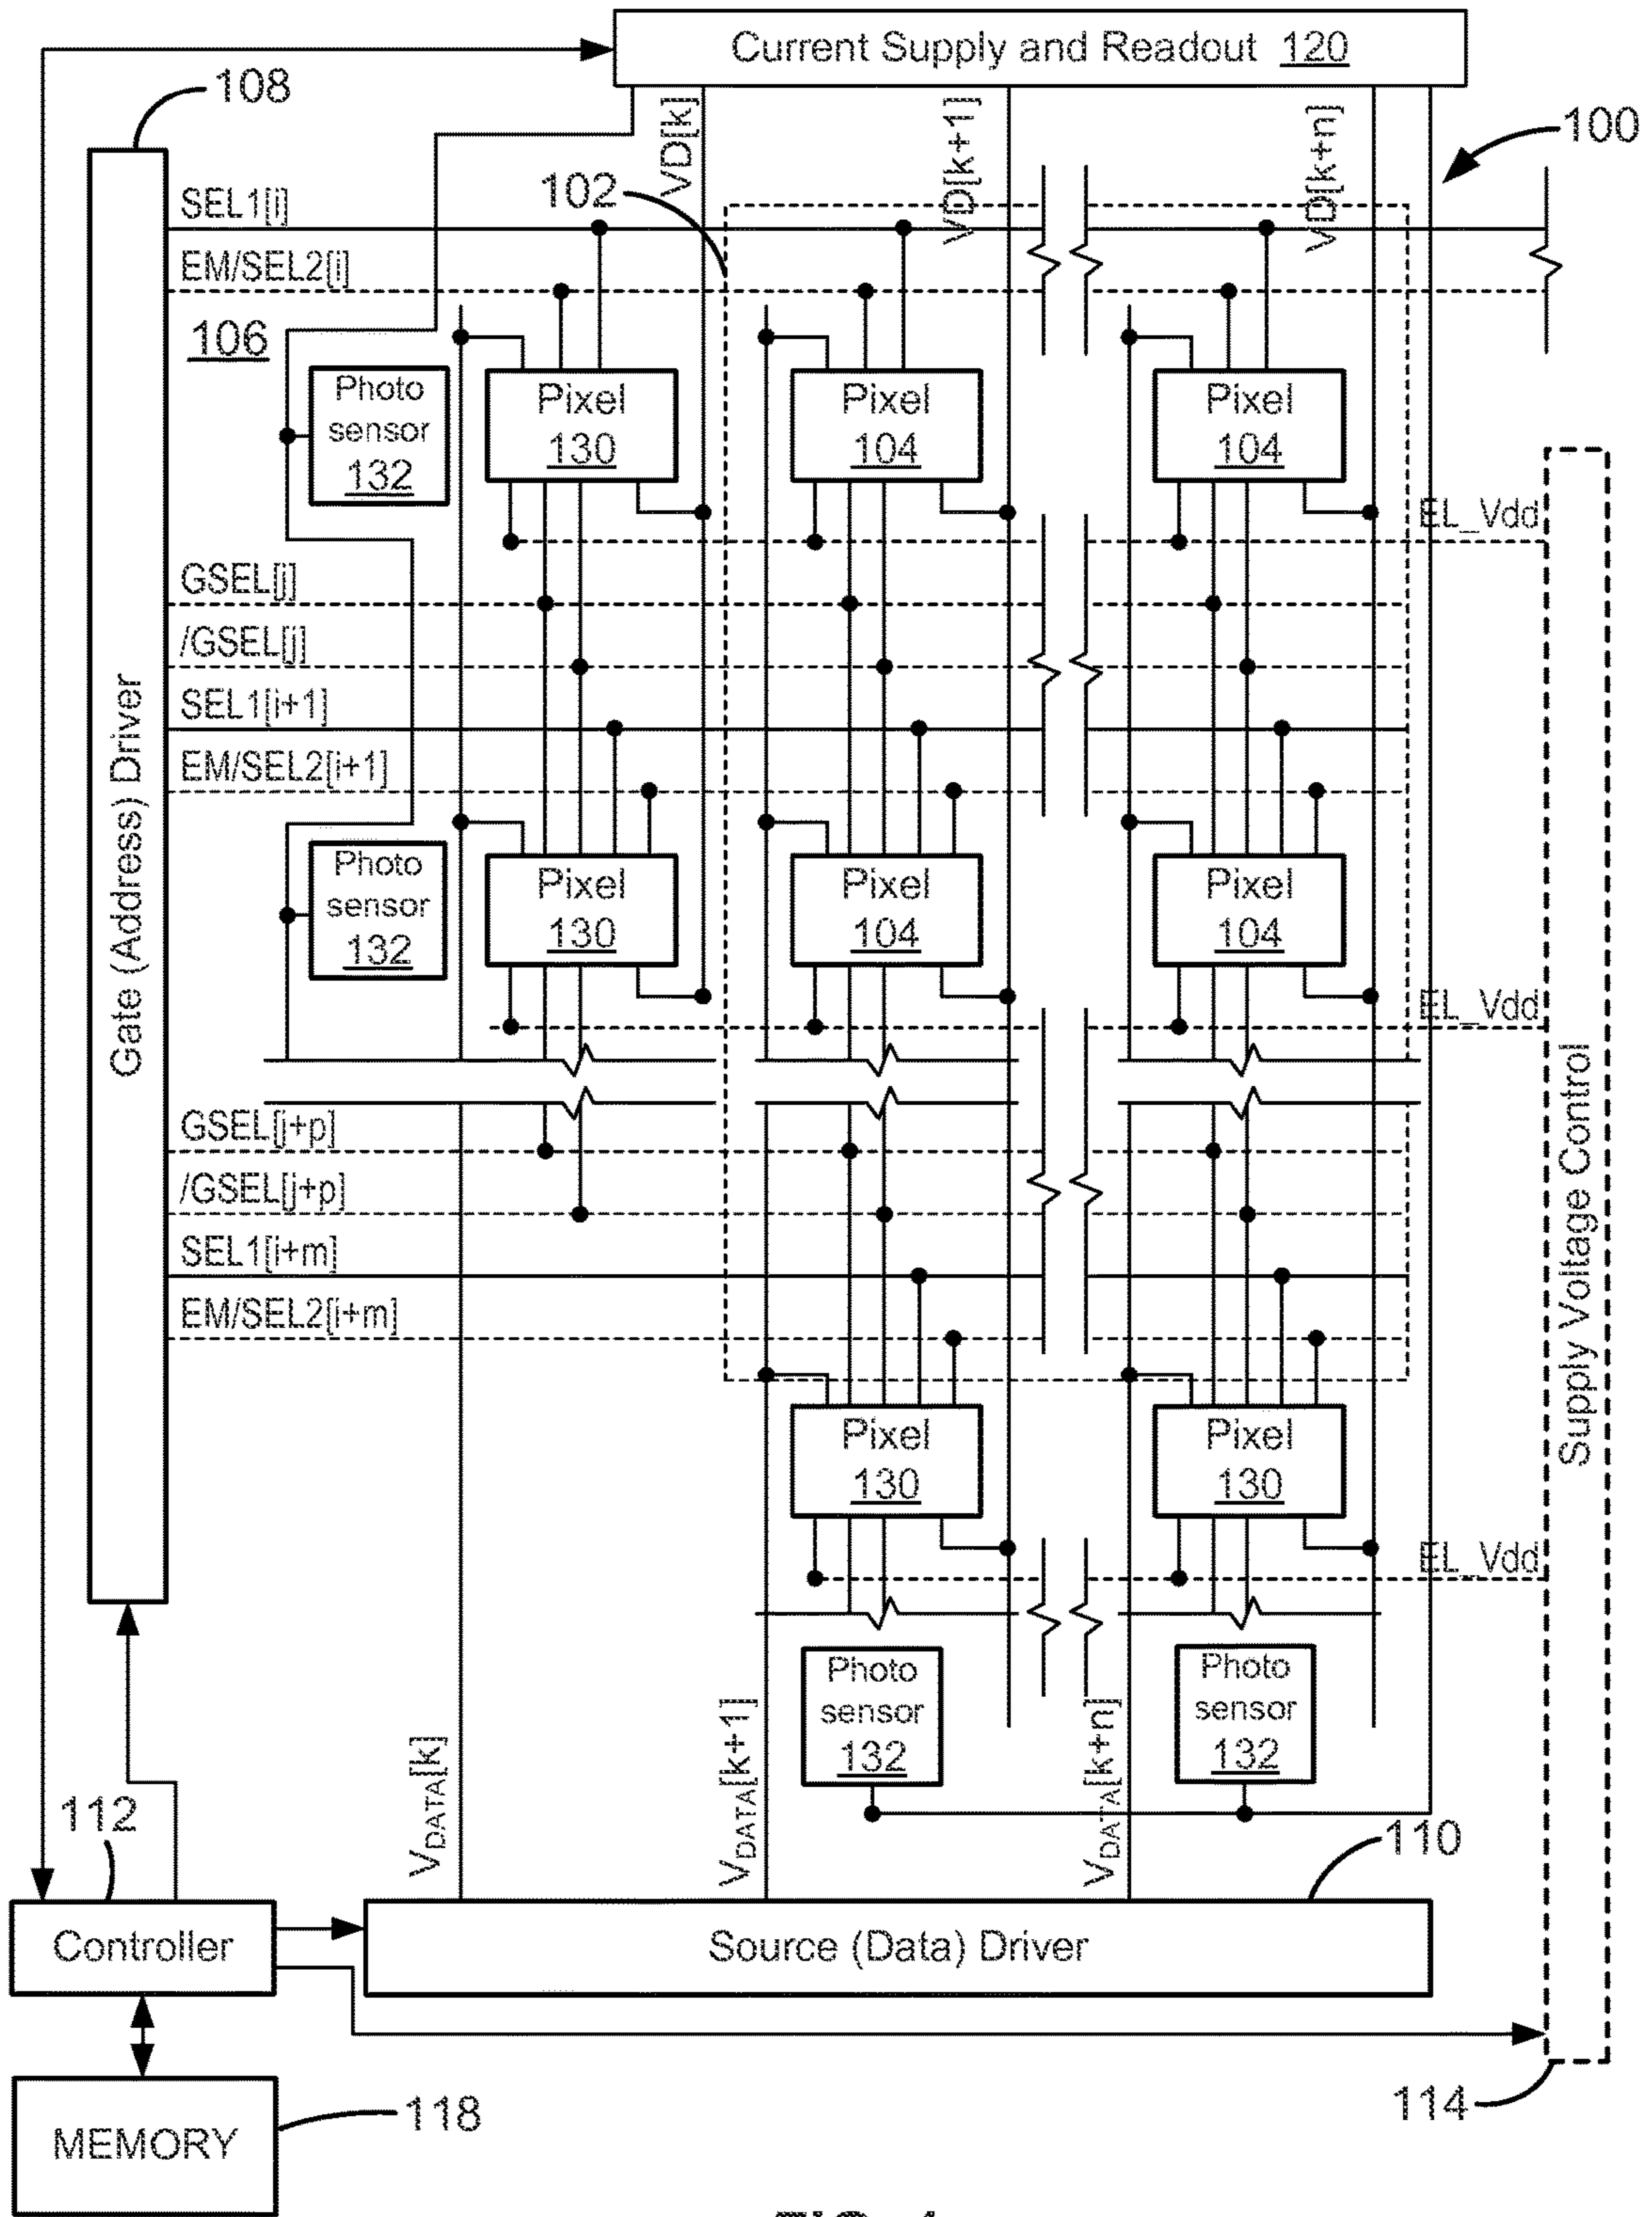 Current Supply and Readout 120
108
VD[k]
VD[k+1]
VD[k+n]
100
102
SEL1[i]
EM/SEL2[i]
106
Photo
sensor
132
Pixel
130
Pixel
104
Pixel
104
EL_Vdd
GSEL[j]
/GSEL[j]
SEL1[i+1]
EM/SEL2[i+1]
Gate (Address) Driver
Photo
sensor
132
Pixel
130
Pixel
104
Pixel
104
EL_Vdd
Supply Voltage Control
GSEL[j+p]
/GSEL[j+p]
SEL1[i+m]
EM/SEL2[i+m]
Pixel
130
Pixel
130
EL_Vdd
Photo
sensor
132
Photo
sensor
132
VDATA[k]
VDATA[k+1]
VDATA[k+n]
112
110
Controller
Source (Data) Driver
114
118
MEMORY